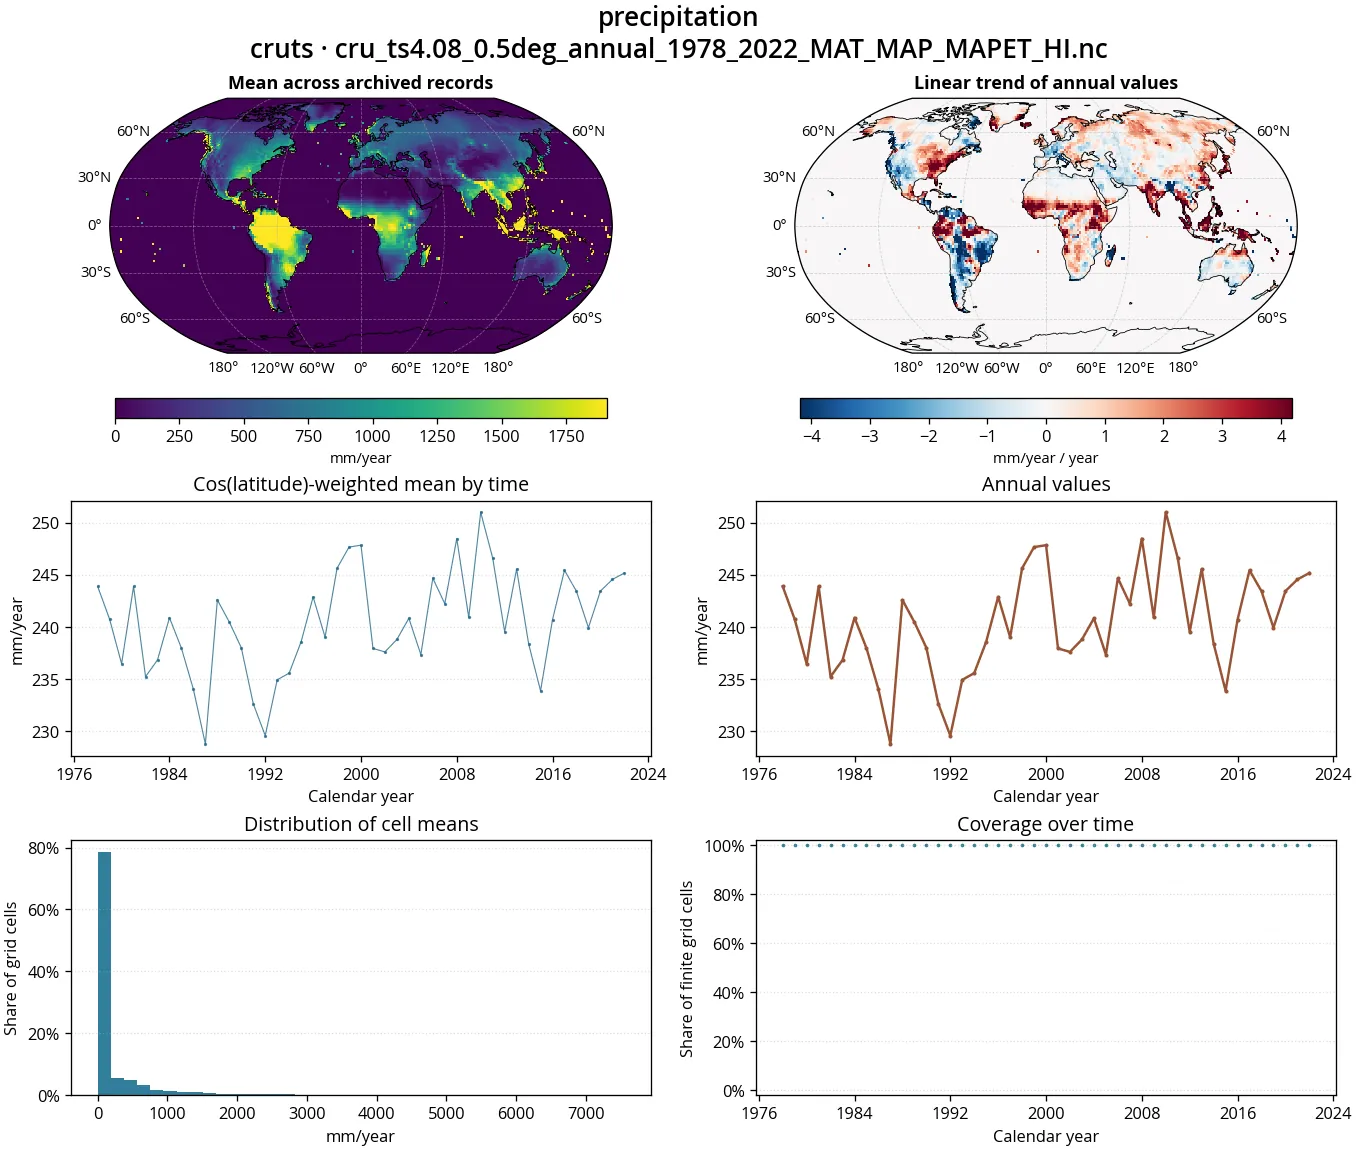 precipitation
cruts · cru_ts4.08_0.5deg_annual_1978_2022_MAT_MAP_MAPET_HI.nc
Mean across archived records
60°N 60°N
30°N
0°
30°S
60°S 60°S
180° 120°W 60°W 0° 60°E 120°E 180°
0 250 500 750 1000 1250 1500 1750
mm/year
Linear trend of annual values
60°N 60°N
30°N
0°
30°S
60°S 60°S
180° 120°W 60°W 0° 60°E 120°E 180°
−4 −3 −2 −1 0 1 2 3 4
mm/year / year
Cos(latitude)-weighted mean by time
mm/year
250
245
240
235
230
1976 1984 1992 2000 2008 2016 2024
Calendar year
Annual values
mm/year
250
245
240
235
230
1976 1984 1992 2000 2008 2016 2024
Calendar year
Distribution of cell means
Share of grid cells
80%
60%
40%
20%
0%
0 1000 2000 3000 4000 5000 6000 7000
mm/year
Coverage over time
Share of finite grid cells
100%
80%
60%
40%
20%
0%
1976 1984 1992 2000 2008 2016 2024
Calendar year